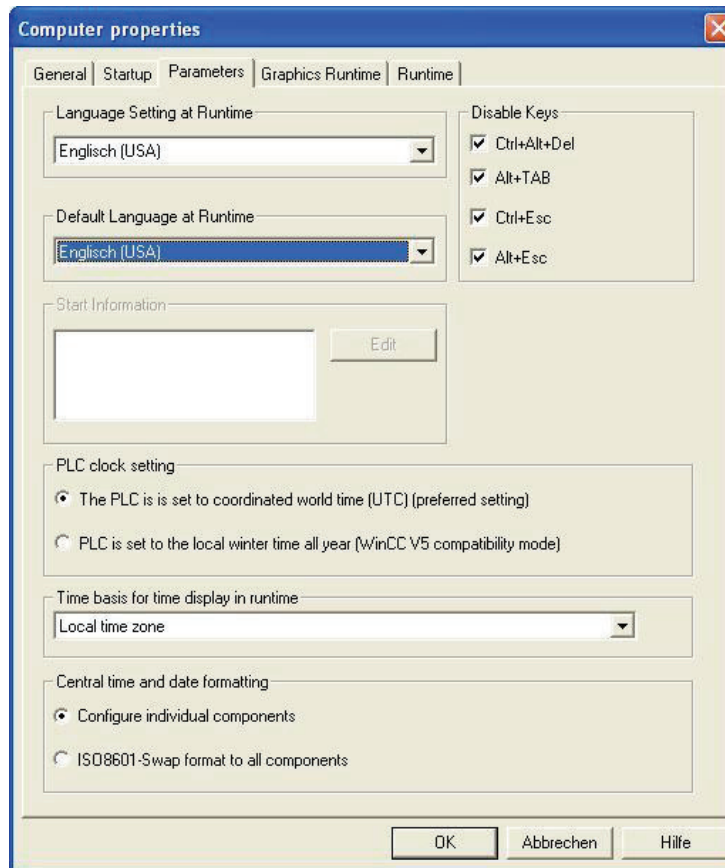 Computer properties
General Startup Parameters Graphics Runtime Runtime
Language Setting at Runtime
Englisch (USA)
Default Language at Runtime
Englisch (USA)
Disable Keys
Ctrl+Alt+Del
Alt+TAB
Ctrl+Esc
Alt+Esc
Start Information
Edit
PLC clock setting
The PLC is is set to coordinated world time (UTC) (preferred setting)
PLC is set to the local winter time all year (WinCC V5 compatibility mode)
Time basis for time display in runtime
Local time zone
Central time and date formatting
Configure individual components
ISO8601-Swap format to all components
OK Abbrechen Hilfe